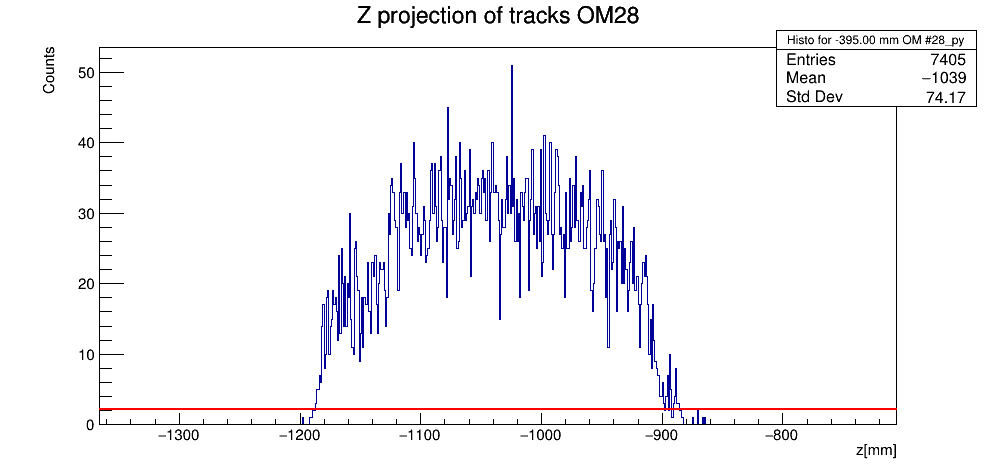 Z projection of tracks OM28
Histo for -395.00 mm OM #28_py
Entries 7405
Mean −1039
Std Dev 74.17
Counts
50
40
30
20
10
0
−1300 −1200 −1100 −1000 −900 −800
z[mm]